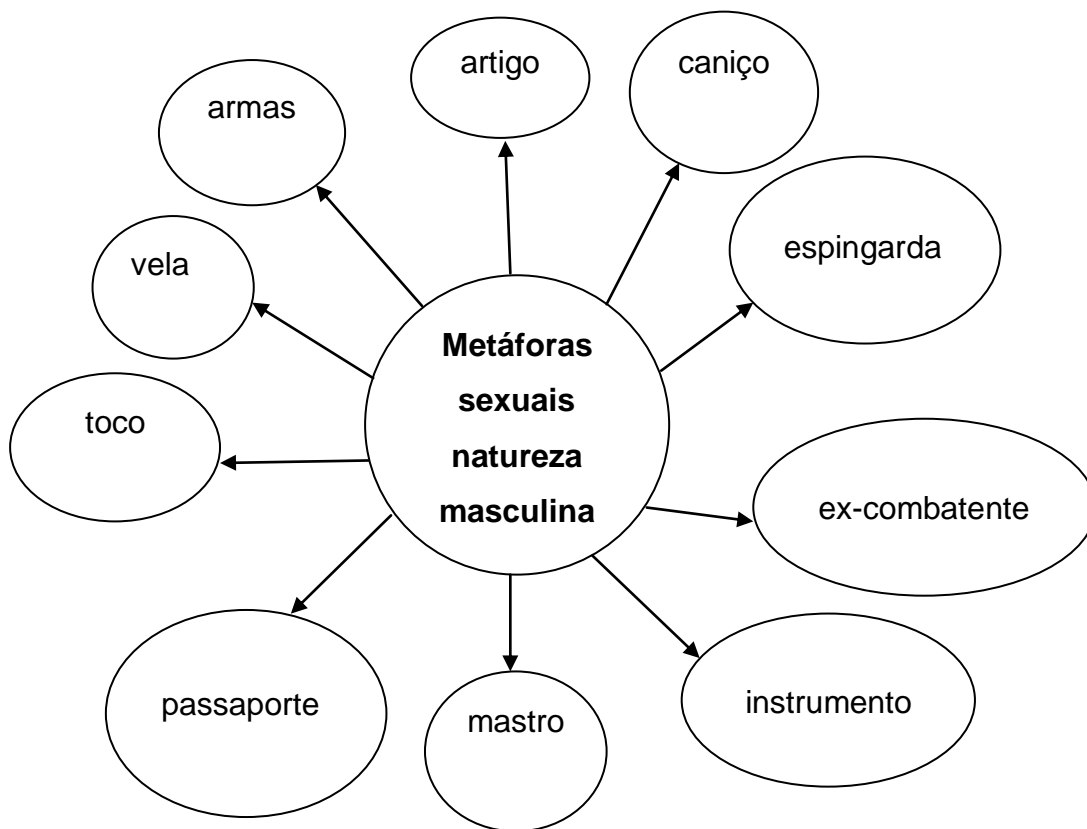 artigo
caniço
armas
espingarda
vela
Metáforas
sexuais
natureza
masculina
toco
ex-combatente
passaporte
mastro
instrumento